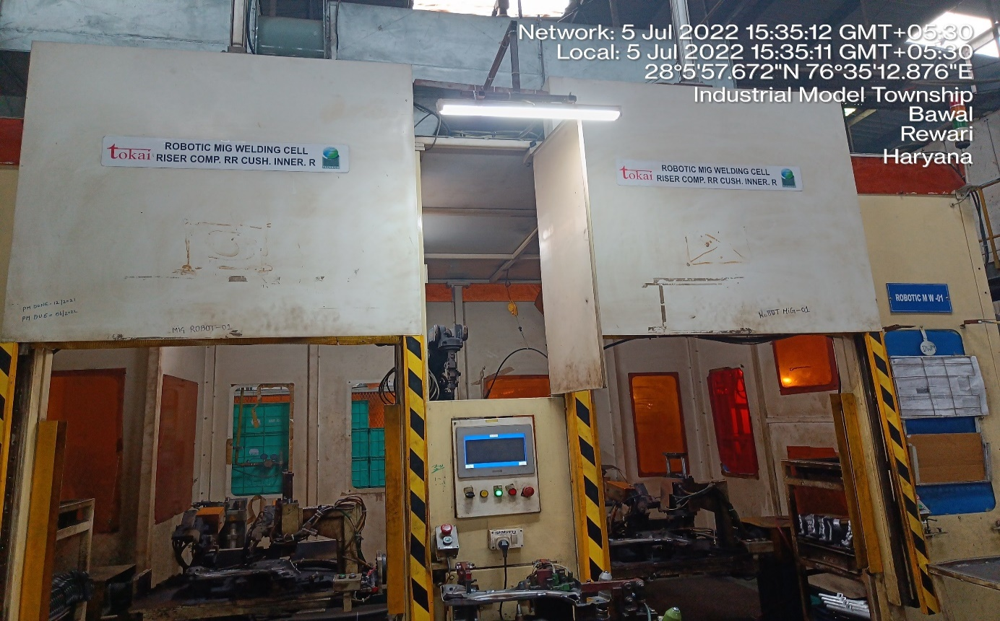 Network: 5 Jul 2022 15:35:12 GMT+05:30
Local: 5 Jul 2022 15:35:11 GMT+05:30
28°5'57.672"N 76°35'12.876"E
Industrial Model Township
Bawal
Rewari
Haryana
tokai
ROBOTIC MIG WELDING CELL
RISER COMP. RR CUSH. INNER. R
TECHNICO
tokai
ROBOTIC MIG WELDING CELL
RISER COMP. RR CUSH. INNER. R
PM DONE - 12/2021
PM DUE = 06/2022
MIG ROBOT-01
ROBOT MIG-01
ROBOTIC M W -01
DWM